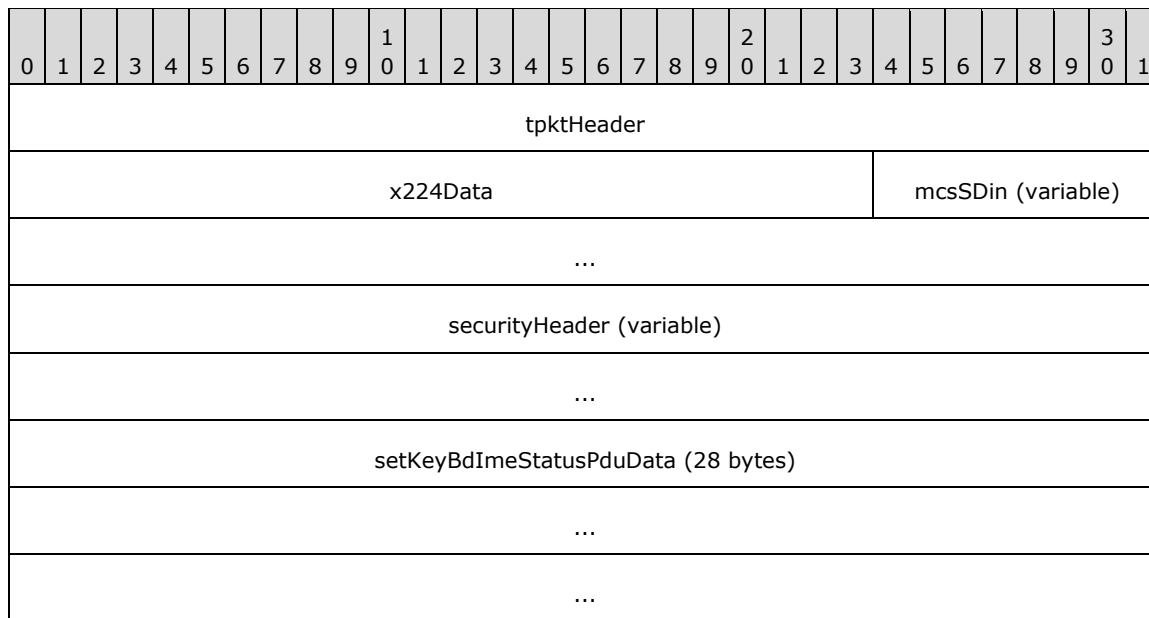 1 2 3
0 1 2 3 4 5 6 7 8 9 0 1 2 3 4 5 6 7 8 9 0 1 2 3 4 5 6 7 8 9 0 1
tpktHeader
x224Data mcsSDin (variable)
...
securityHeader (variable)
...
setKeyBdImeStatusPduData (28 bytes)
...
...